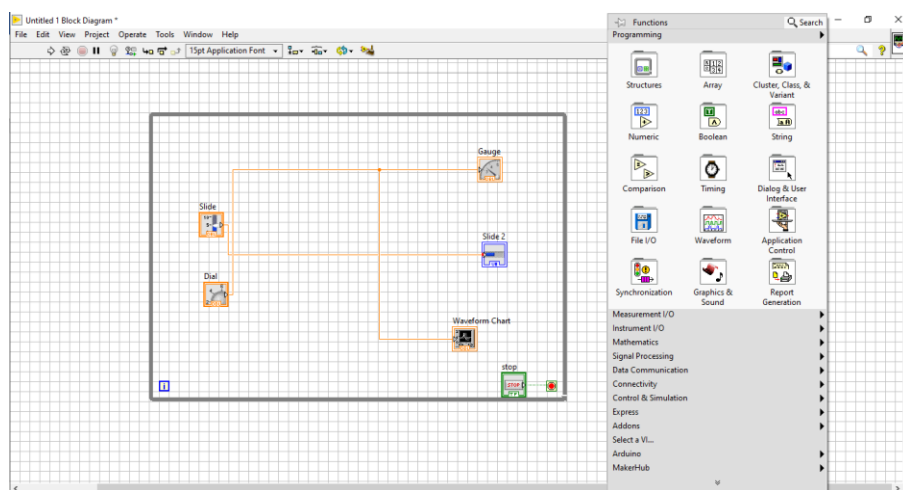 Untitled 1 Block Diagram *
File Edit View Project Operate Tools Window Help
15pt Application Font
Gauge
Slide
Slide 2
Dial
Waveform Chart
stop
STOP
TF
i
Functions
Search
Programming
Structures
Array
Cluster, Class, &
Variant
Numeric
Boolean
String
Comparison
Timing
Dialog & User
Interface
File I/O
Waveform
Application
Control
Synchronization
Graphics &
Sound
Report
Generation
Measurement I/O
Instrument I/O
Mathematics
Signal Processing
Data Communication
Connectivity
Control & Simulation
Express
Addons
Select a VI...
Arduino
MakerHub